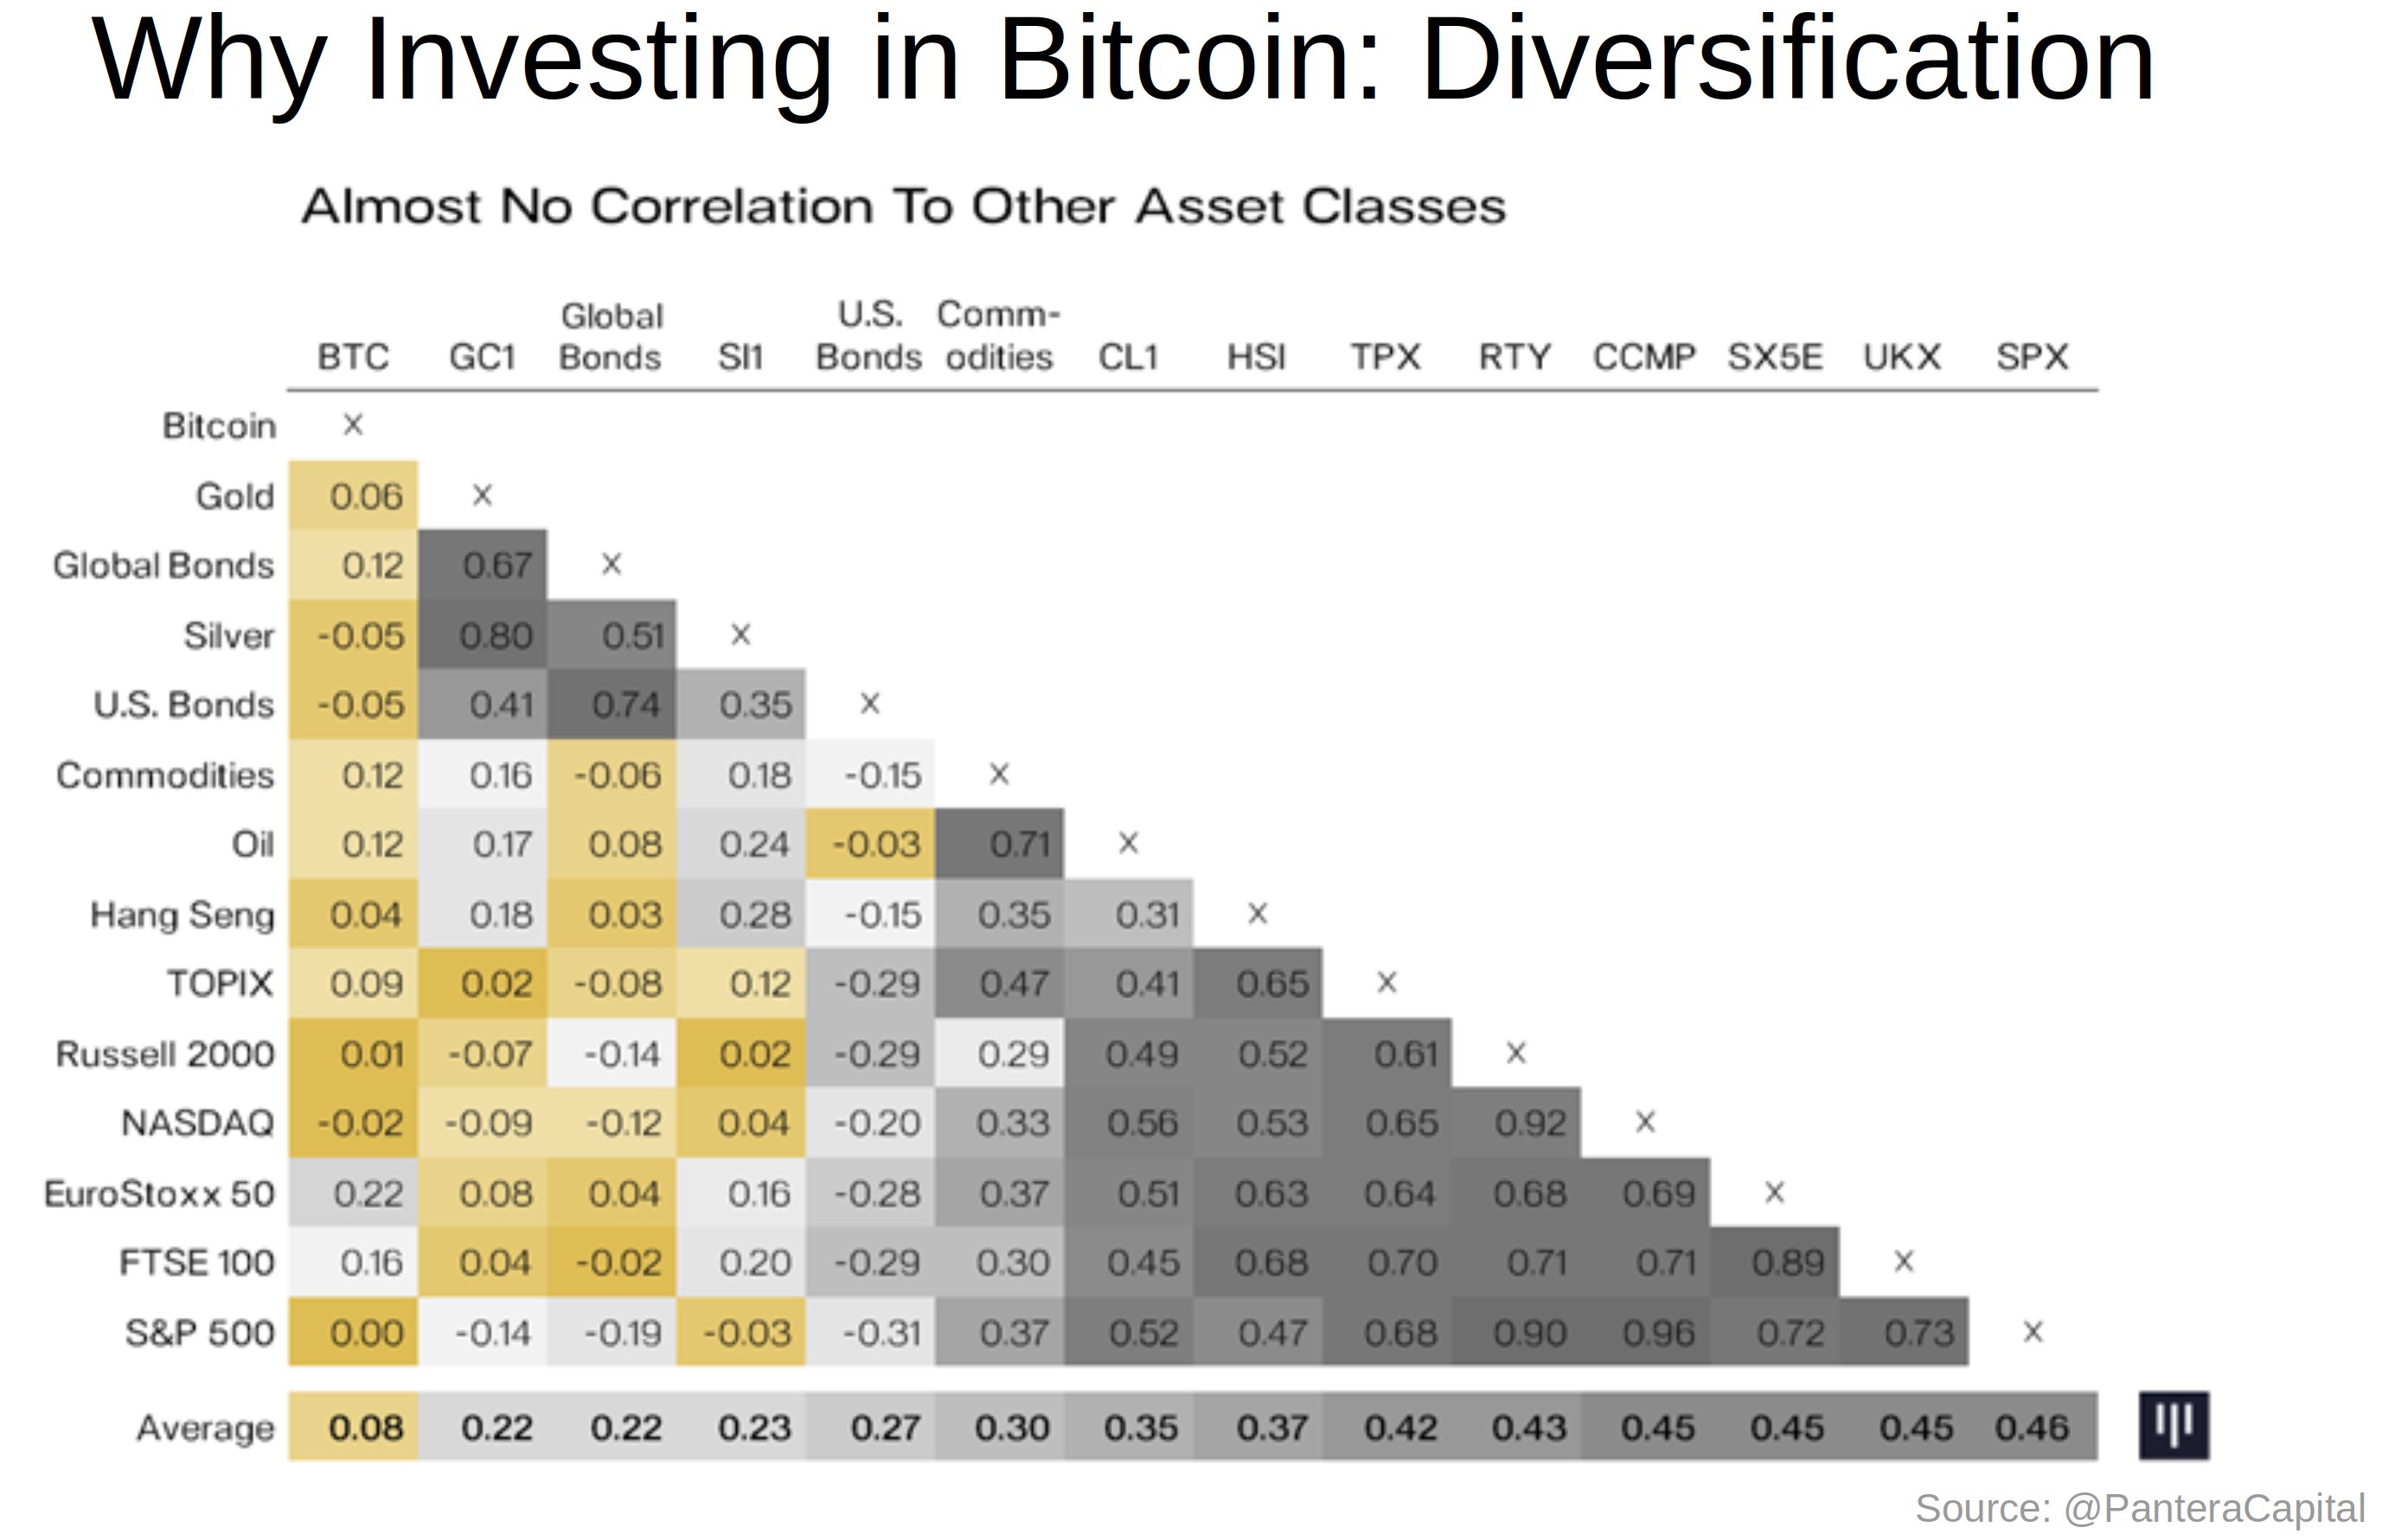 Why Investing in Bitcoin: Diversification
Almost No Correlation To Other Asset Classes
BTC GC1 Global Bonds SI1 U.S. Bonds Comm-odities CL1 HSI TPX RTY CCMP SX5E UKX SPX
Bitcoin X
Gold 0.06 X
Global Bonds 0.12 0.67 X
Silver -0.05 0.80 0.51 X
U.S. Bonds -0.05 0.41 0.74 0.35 X
Commodities 0.12 0.16 -0.06 0.18 -0.15 X
Oil 0.12 0.17 0.08 0.24 -0.03 0.71 X
Hang Seng 0.04 0.18 0.03 0.28 -0.15 0.35 0.31 X
TOPIX 0.09 0.02 -0.08 0.12 -0.29 0.47 0.41 0.65 X
Russell 2000 0.01 -0.07 -0.14 0.02 -0.29 0.29 0.49 0.52 0.61 X
NASDAQ -0.02 -0.09 -0.12 0.04 -0.20 0.33 0.56 0.53 0.65 0.92 X
EuroStoxx 50 0.22 0.08 0.04 0.16 -0.28 0.37 0.51 0.63 0.64 0.68 0.69 X
FTSE 100 0.16 0.04 -0.02 0.20 -0.29 0.30 0.45 0.68 0.70 0.71 0.71 0.89 X
S&P 500 0.00 -0.14 -0.19 -0.03 -0.31 0.37 0.52 0.47 0.68 0.90 0.96 0.72 0.73 X
Average 0.08 0.22 0.22 0.23 0.27 0.30 0.35 0.37 0.42 0.43 0.45 0.45 0.45 0.46
Source: @PanteraCapital